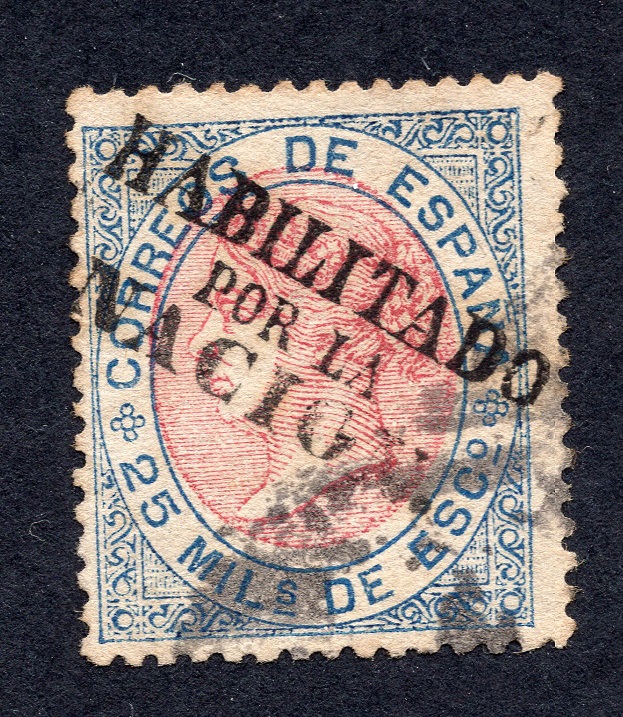 CORREOS DE ESPAÑA
25 MILs DE ESCo
HABILITADO
POR LA
NACION